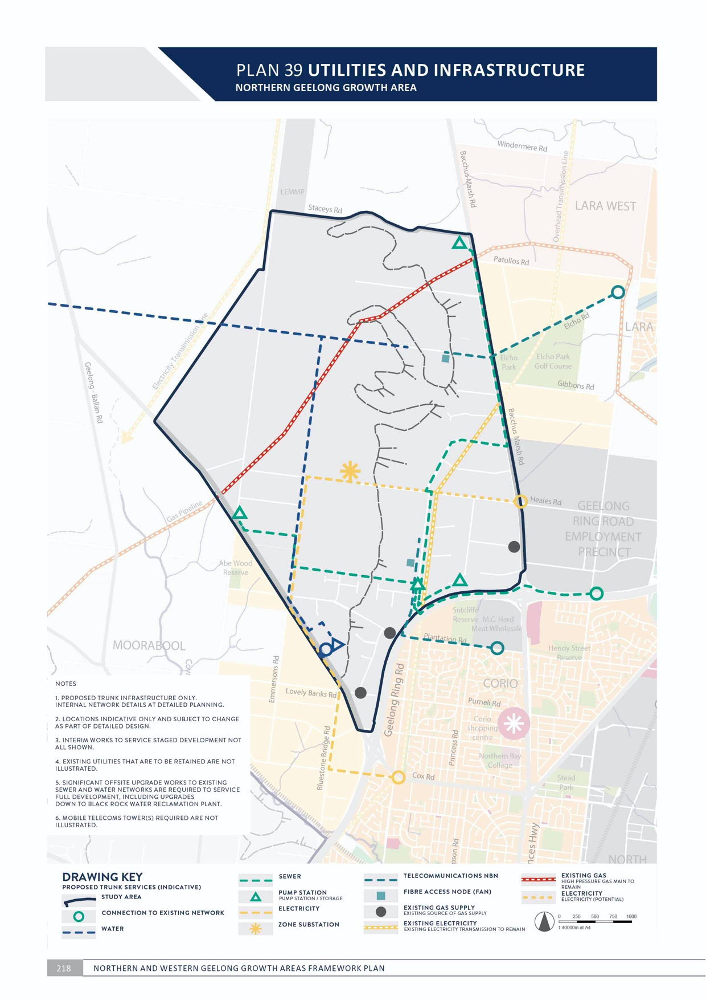 PLAN 39 UTILITIES AND INFRASTRUCTURE
NORTHERN GEELONG GROWTH AREA
Windermere Rd
Bacchus Marsh Rd
Overhead Transimission Line
LEMMP
Staceys Rd
LARA WEST
Patullos Rd
Elcho Rd
LARA
Electricity Transimission Line
Elcho
Park
Elcho Park
Golf Course
Gibbons Rd
Geelong - Ballan Rd
Bacchus Marsh Rd
Heales Rd
GEELONG
RING ROAD
EMPLOYMENT
PRECINCT
Gas Pipeline
Abe Wood
Reserve
Sutcliffe
Reserve
M.C. Herd
Meat Wholesale
Plantation Rd
MOORABOOL
Cow
Hendy Street
Reserve
Emmersons Rd
Geelong Ring Rd
CORIO
Lovely Banks Rd
Purnell Rd
Corio
shopping
centre
Princess Rd
Bluestone Bridge Rd
Northern Bay
College
Cox Rd
Stead
Park
pson Rd
nces Hwy
NORTH
NOTES
1. PROPOSED TRUNK INFRASTRUCTURE ONLY.
INTERNAL NETWORK DETAILS AT DETAILED PLANNING.
2. LOCATIONS INDICATIVE ONLY AND SUBJECT TO CHANGE
AS PART OF DETAILED DESIGN.
3. INTERIM WORKS TO SERVICE STAGED DEVELOPMENT NOT
ALL SHOWN.
4. EXISTING UTILITIES THAT ARE TO BE RETAINED ARE NOT
ILLUSTRATED.
5. SIGNIFICANT OFFSITE UPGRADE WORKS TO EXISTING
SEWER AND WATER NETWORKS ARE REQUIRED TO SERVICE
FULL DEVELOPMENT, INCLUDING UPGRADES
DOWN TO BLACK ROCK WATER RECLAMATION PLANT.
6. MOBILE TELECOMS TOWER(S) REQUIRED ARE NOT
ILLUSTRATED.
DRAWING KEY
PROPOSED TRUNK SERVICES (INDICATIVE)
STUDY AREA
CONNECTION TO EXISTING NETWORK
WATER
SEWER
PUMP STATION
PUMP STATION / STORAGE
ELECTRICITY
ZONE SUBSTATION
TELECOMMUNICATIONS NBN
FIBRE ACCESS NODE (FAN)
EXISTING GAS SUPPLY
EXISTING SOURCE OF GAS SUPPLY
EXISTING ELECTRICITY
EXISTING ELECTRICITY TRANSMISSION TO REMAIN
EXISTING GAS
HIGH PRESSURE GAS MAIN TO
REMAIN
ELECTRICITY
ELECTRICITY (POTENTIAL)
0 250 500 750 1000
1:40000m at A4
218 NORTHERN AND WESTERN GEELONG GROWTH AREAS FRAMEWORK PLAN